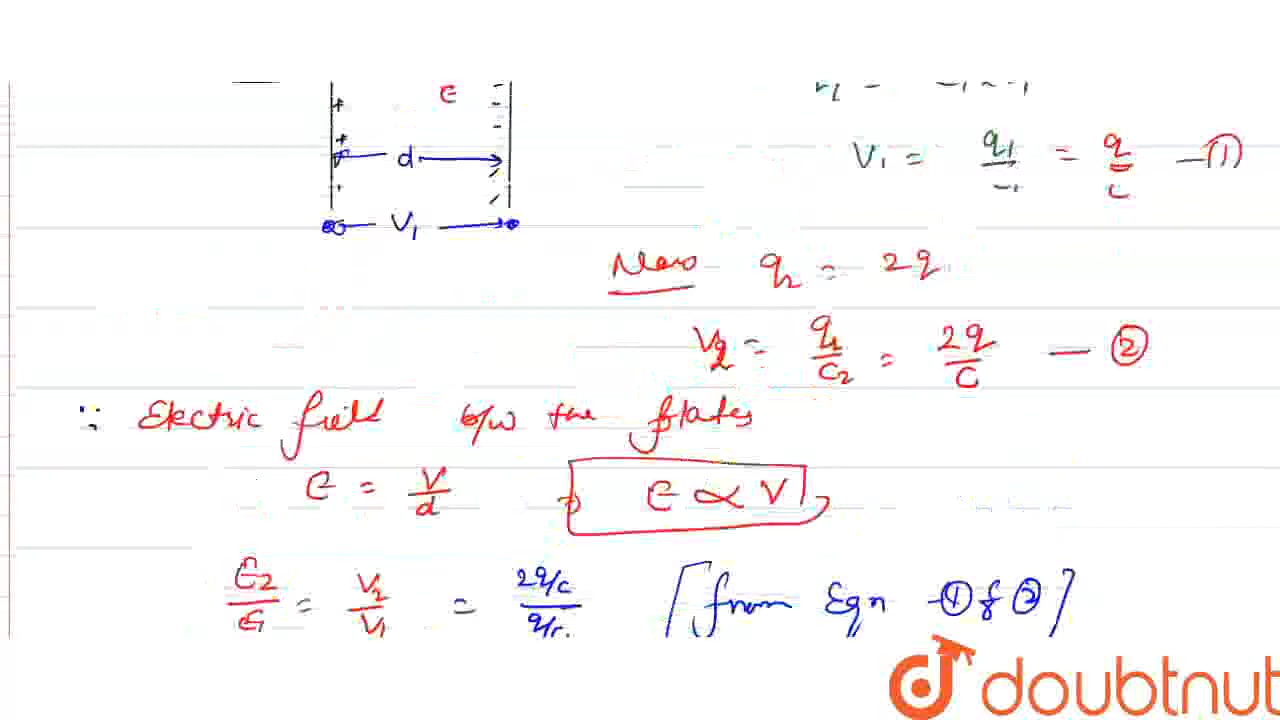 E
d
V₁ = q₁/ = q/c —①
V₁
Now q₂ = 2q
V₂ = q₂/C₂ = 2q/C — ②
∵ Electric field b/w the plates
E = V/d ⇒ E ∝ V
E₂/E₁ = V₂/V₁ = 2q/c / q/c [from Eqn ① & ②]
doubtnut